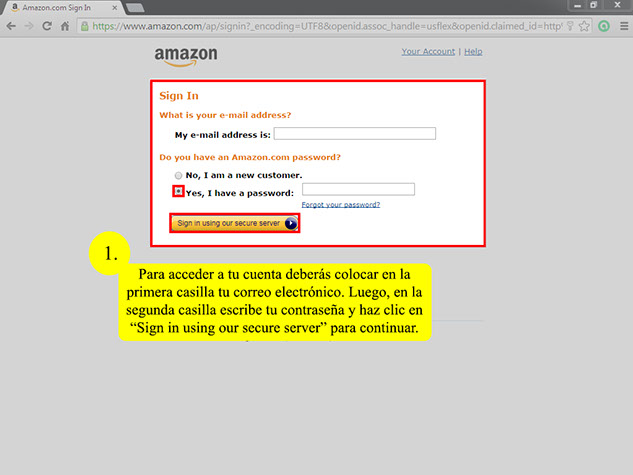 Amazon.com Sign In
https://www.amazon.com/ap/signin?_encoding=UTF8&openid.assoc_handle=usflex&openid.claimed_id=http
amazon
Your Account | Help
Sign In
What is your e-mail address?
My e-mail address is:
Do you have an Amazon.com password?
No, I am a new customer.
Yes, I have a password:
Forgot your password?
Sign in using our secure server
1.
Para acceder a tu cuenta deberás colocar en la
primera casilla tu correo electrónico. Luego, en la
segunda casilla escribe tu contraseña y haz clic en
“Sign in using our secure server” para continuar.